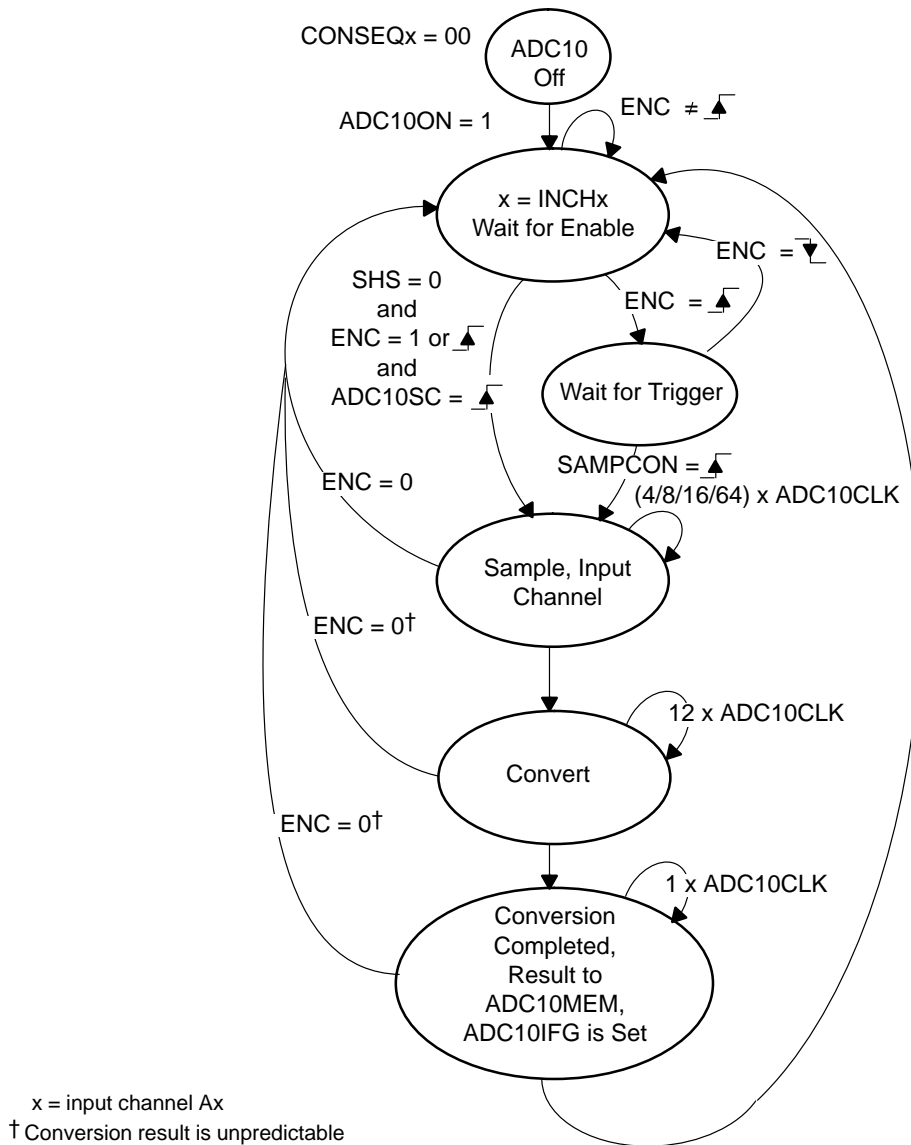 CONSEQx = 00
ADC10
Off
ADC10ON = 1
ENC ≠
x = INCHx
Wait for Enable
ENC =
SHS = 0
and
ENC = 1 or
and
ADC10SC =
ENC =
Wait for Trigger
SAMPCON =
(4/8/16/64) x ADC10CLK
ENC = 0
Sample, Input
Channel
ENC = 0†
12 x ADC10CLK
Convert
ENC = 0†
1 x ADC10CLK
Conversion
Completed,
Result to
ADC10MEM,
ADC10IFG is Set
x = input channel Ax
† Conversion result is unpredictable